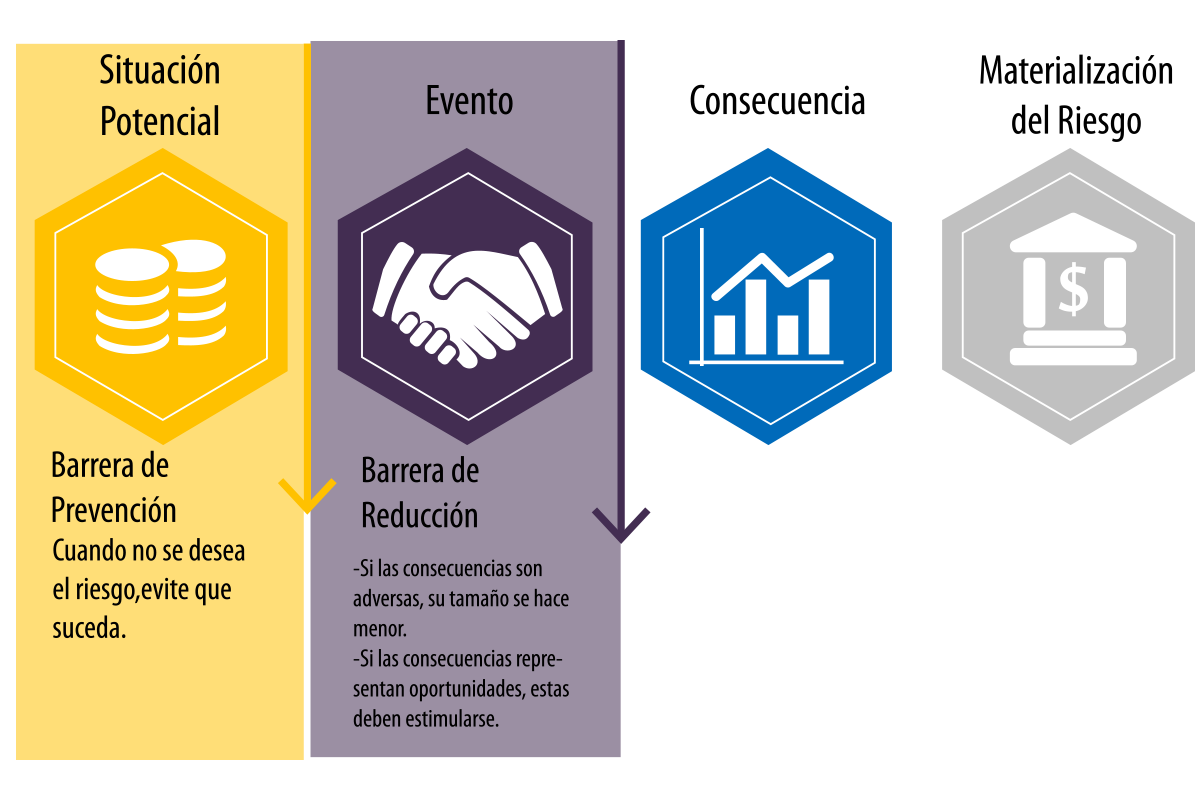 Situación
Potencial
Barrera de
Prevención
Cuando no se desea
el riesgo,evite que
suceda.
Evento
Barrera de
Reducción
-Si las consecuencias son
adversas, su tamaño se hace
menor.
-Si las consecuencias repre-
sentan oportunidades, estas
deben estimularse.
Consecuencia
Materialización
del Riesgo
$